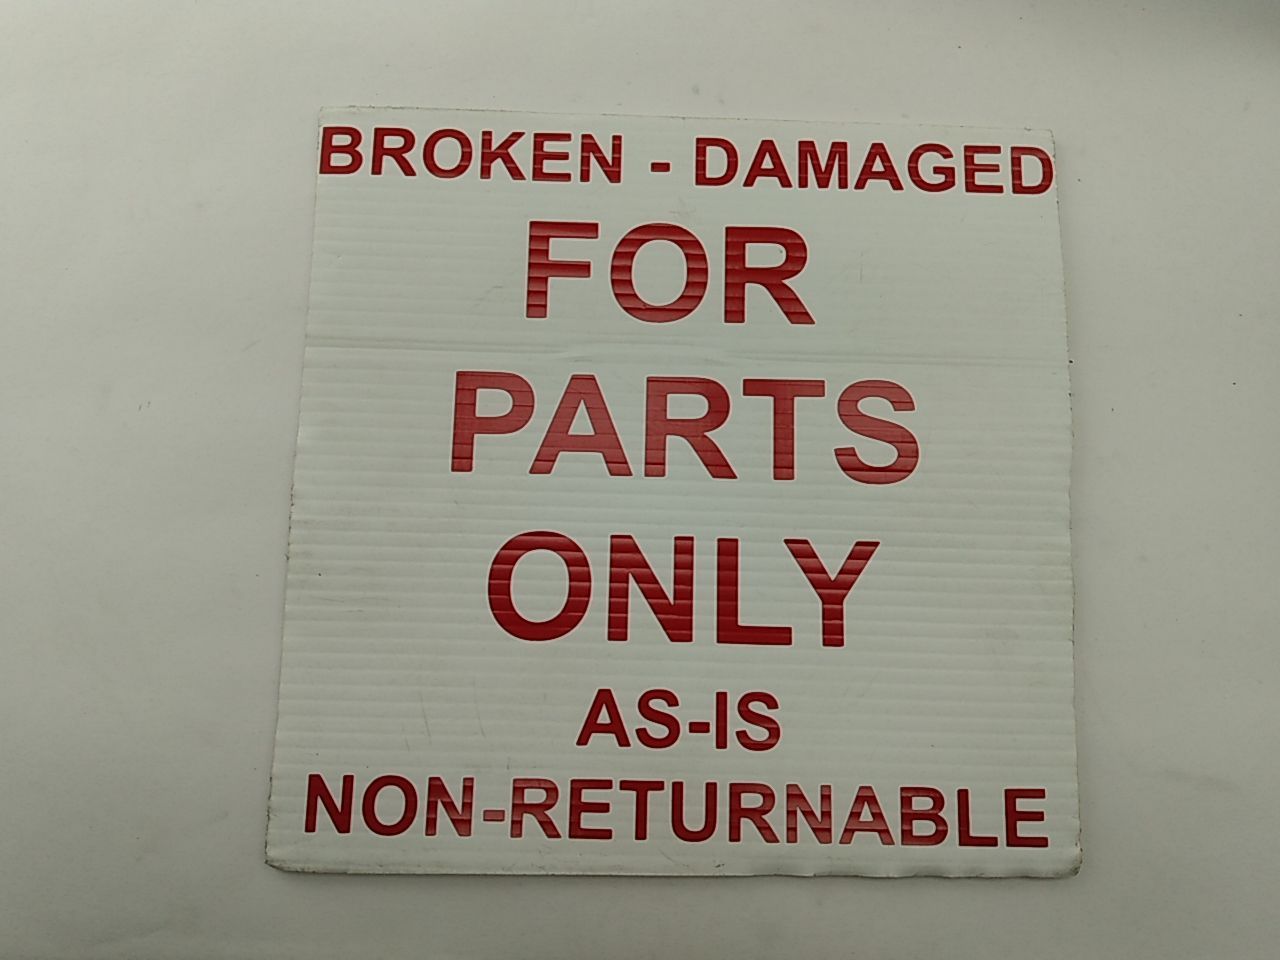 BROKEN - DAMAGED
FOR
PARTS
ONLY
AS-IS
NON-RETURNABLE